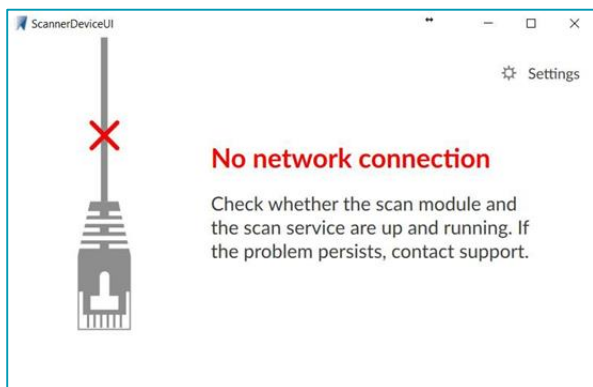 ScannerDeviceUI
Settings
No network connection
Check whether the scan module and
the scan service are up and running. If
the problem persists, contact support.